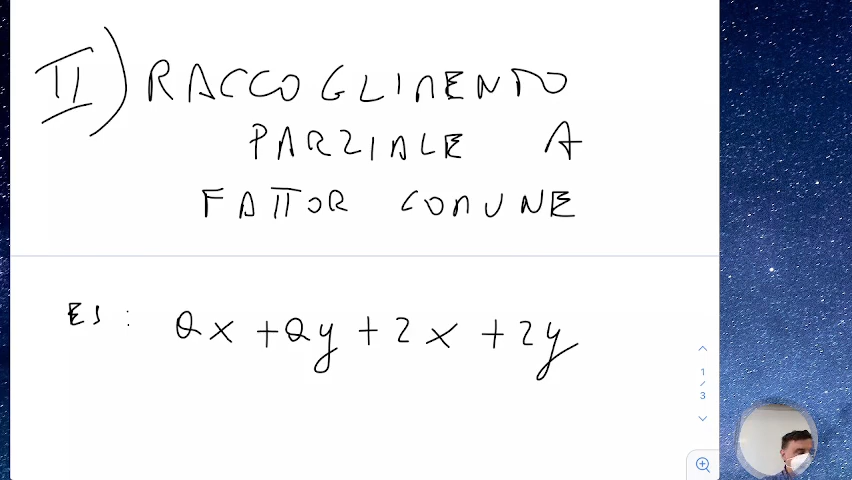 II) RACCOGLIMENTO
PARZIALE A
FATTOR COMUNE
ES: ax + ay + 2x + 2y
1
/
3